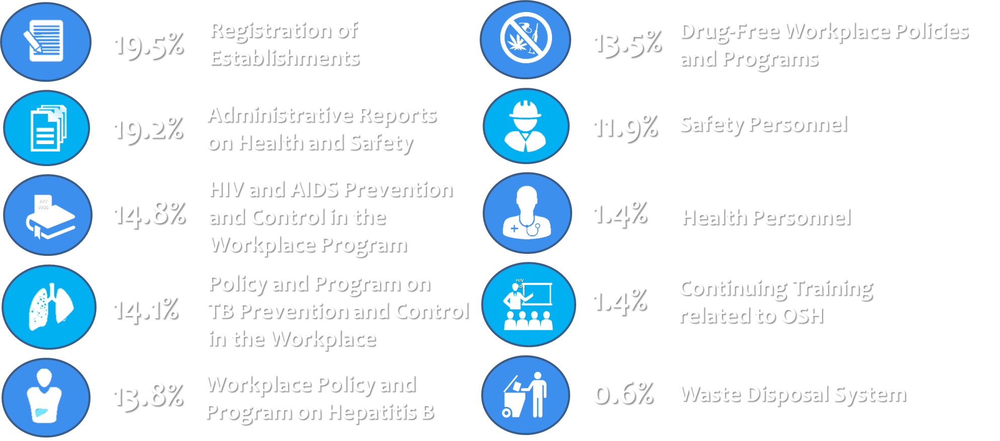 19.5%
Registration of
Establishments
19.2%
Administrative Reports
on Health and Safety
HIV
AIDS
14.8%
HIV and AIDS Prevention
and Control in the
Workplace Program
14.1%
Policy and Program on
TB Prevention and Control
in the Workplace
13.8%
Workplace Policy and
Program on Hepatitis B
13.5%
Drug-Free Workplace Policies
and Programs
11.9%
Safety Personnel
1.4%
Health Personnel
HIV
1.4%
Continuing Training
related to OSH
0.6%
Waste Disposal System